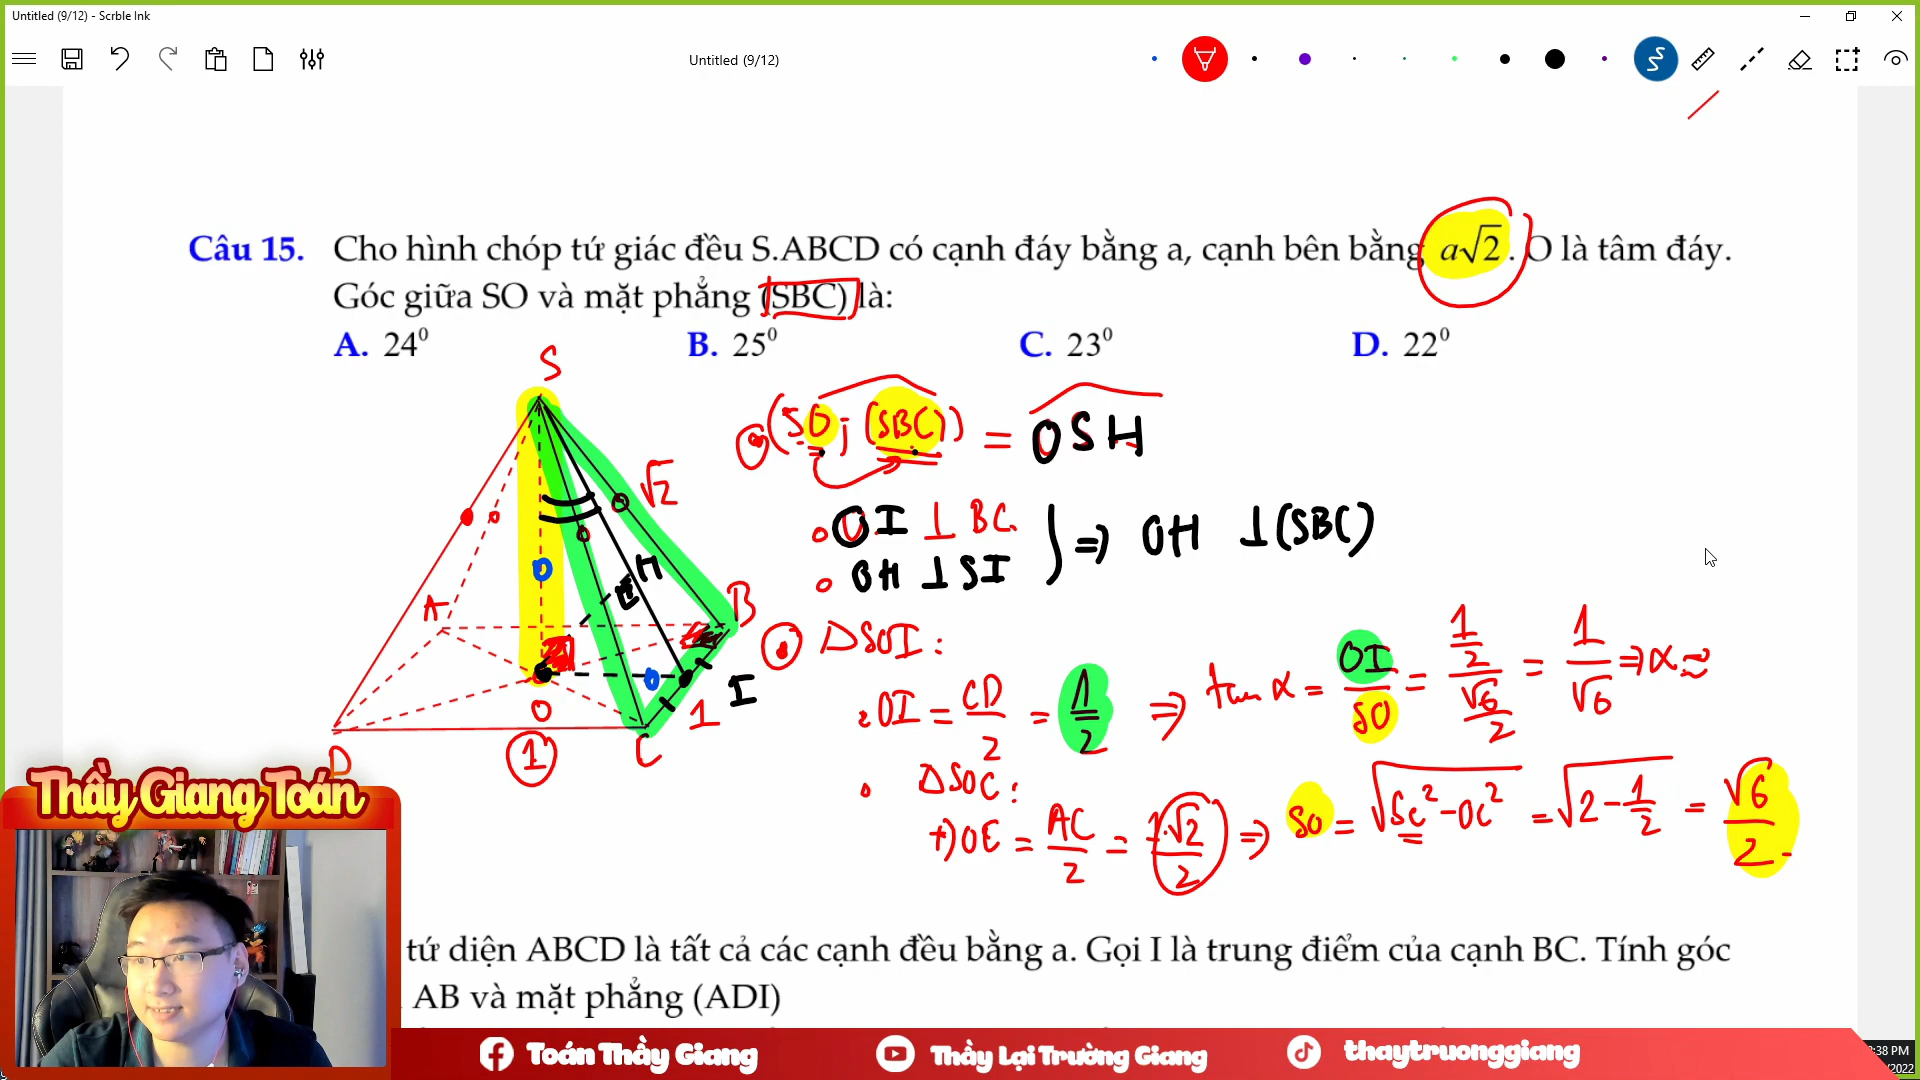 Untitled (9/12) - Scrble Ink
Untitled (9/12)
Câu 15. Cho hình chóp tứ giác đều S.ABCD có cạnh đáy bằng a, cạnh bên bằng a√2. O là tâm đáy.
Góc giữa SO và mặt phẳng (SBC) là:
A. 24⁰ B. 25⁰ C. 23⁰ D. 22⁰
S
(SO; (SBC)) = OSH
√2
OI ⊥ BC
OH ⊥ SI
} ⇒ OH ⊥ (SBC)
H
A
B
ΔSOI:
OI = CD/2 = 1/2 ⇒ tan α = OI/SO = (1/2)/(√6/2) = 1/√6 ⇒ α ≈
I
O
1
1
D
C
ΔSOC:
+) OC = AC/2 = 1.√2/2 ⇒ SO = √(SC² - OC²) = √(2 - 1/2) = √6/2
Thầy Giang Toán
tứ diện ABCD là tất cả các cạnh đều bằng a. Gọi I là trung điểm của cạnh BC. Tính góc
AB và mặt phẳng (ADI)
Toán Thầy Giang
Thầy Lại Trường Giang
thaytruonggiang
:38 PM
/2022